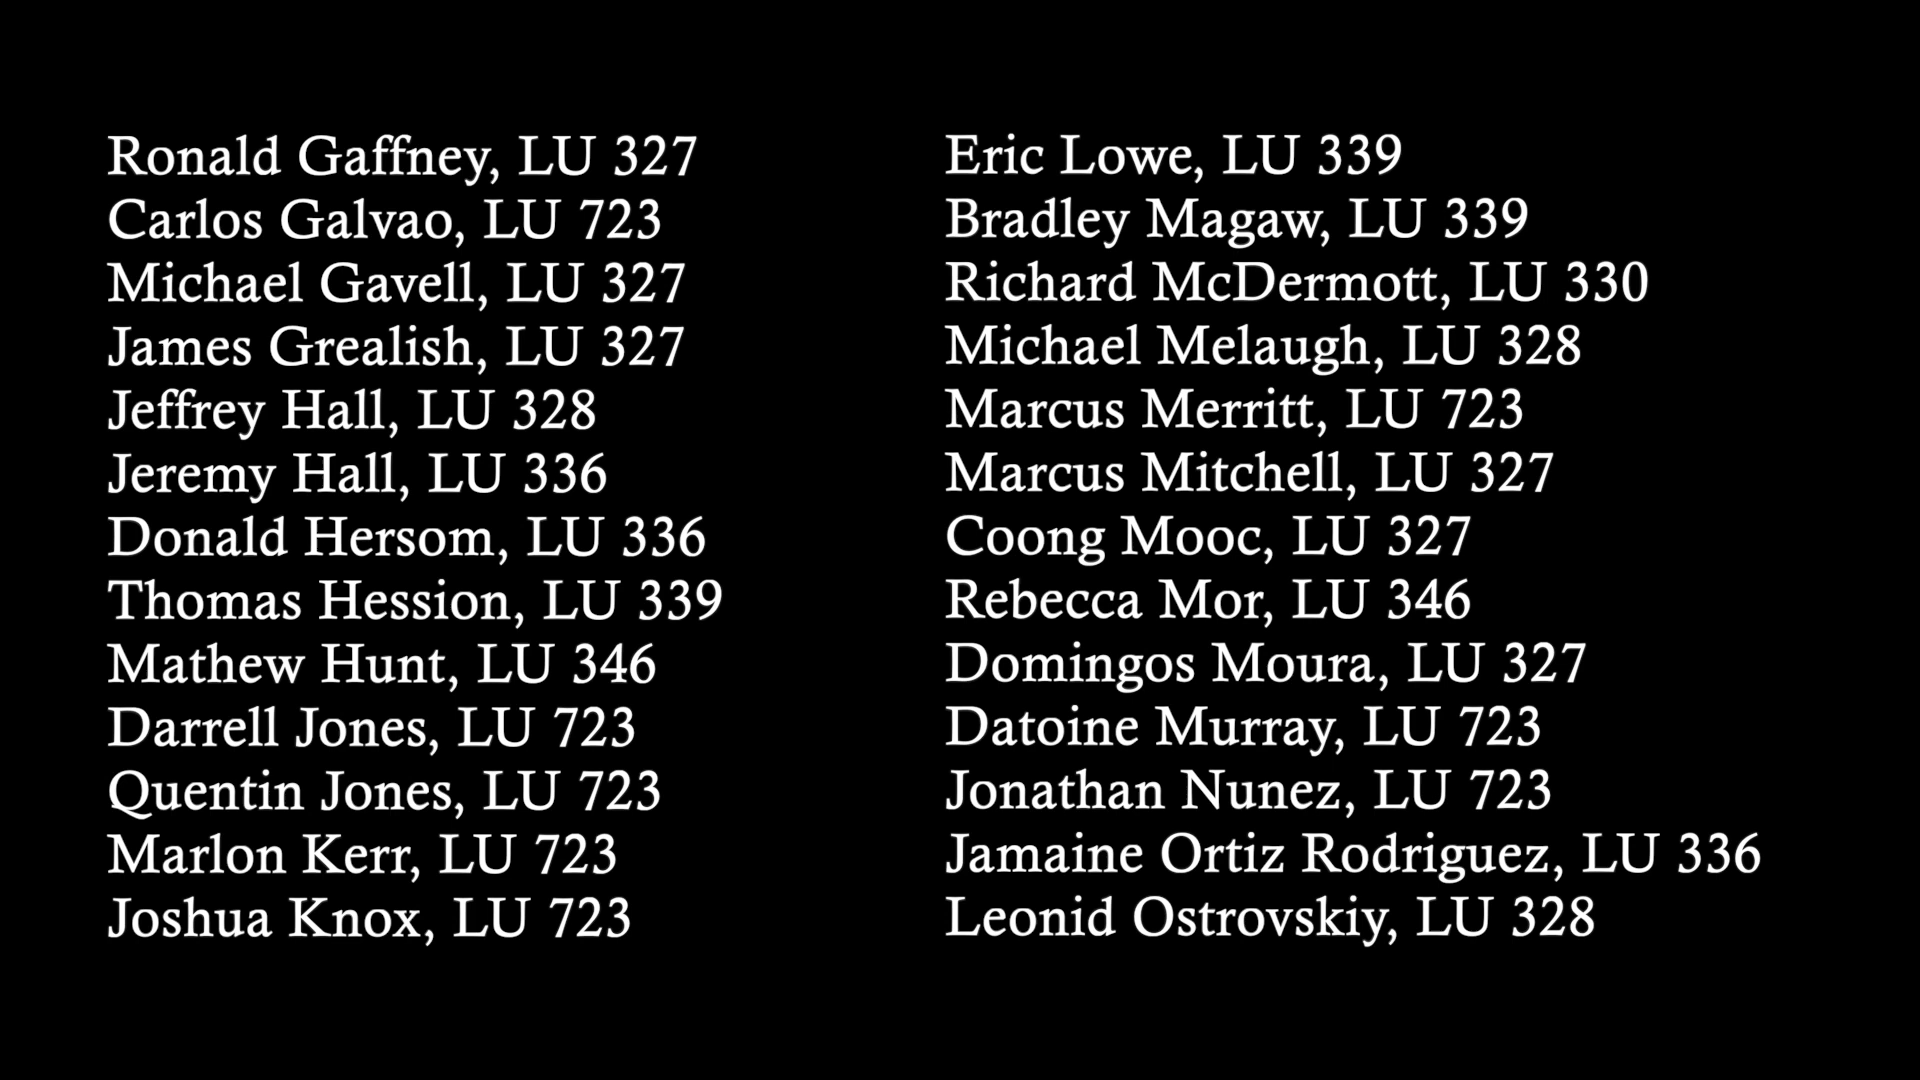 Ronald Gaffney, LU 327
Carlos Galvao, LU 723
Michael Gavell, LU 327
James Grealish, LU 327
Jeffrey Hall, LU 328
Jeremy Hall, LU 336
Donald Hersom, LU 336
Thomas Hession, LU 339
Mathew Hunt, LU 346
Darrell Jones, LU 723
Quentin Jones, LU 723
Marlon Kerr, LU 723
Joshua Knox, LU 723
Eric Lowe, LU 339
Bradley Magaw, LU 339
Richard McDermott, LU 330
Michael Melaugh, LU 328
Marcus Merritt, LU 723
Marcus Mitchell, LU 327
Coong Mooc, LU 327
Rebecca Mor, LU 346
Domingos Moura, LU 327
Datoine Murray, LU 723
Jonathan Nunez, LU 723
Jamaine Ortiz Rodriguez, LU 336
Leonid Ostrovskiy, LU 328